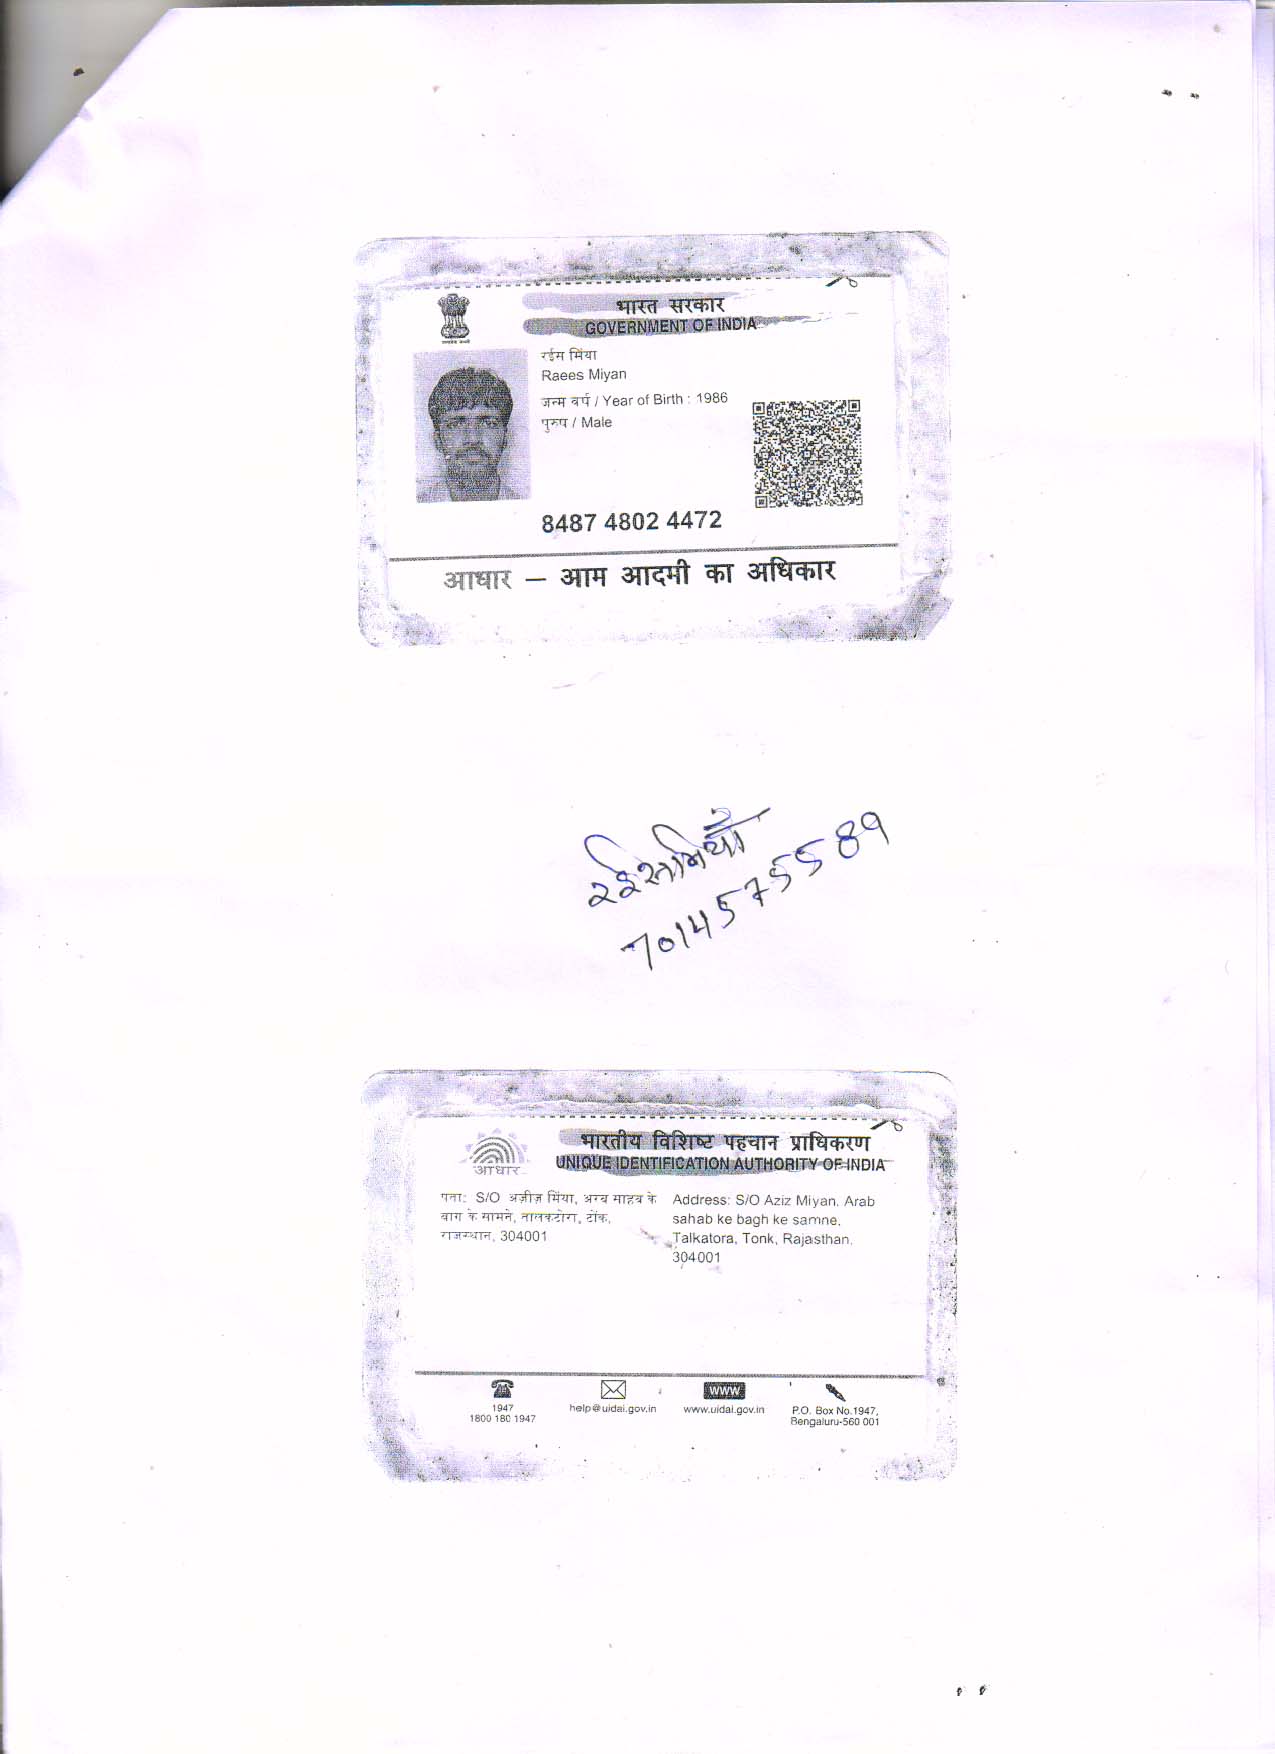 भारत सरकार
GOVERNMENT OF INDIA
रईस मिंया
Raees Miyan
जन्म वर्ष / Year of Birth : 1986
पुरुष / Male
8487 4802 4472
आधार – आम आदमी का अधिकार
रईसमियाँ
7014575589
भारतीय विशिष्ट पहचान प्राधिकरण
UNIQUE IDENTIFICATION AUTHORITY OF INDIA
आधार
पता: S/O अज़ीज़ मिंया, अरब साहब के
बाग के सामने, तालकटोरा, टोंक,
राजस्थान, 304001
Address: S/O Aziz Miyan, Arab
sahab ke bagh ke samne,
Talkatora, Tonk, Rajasthan,
304001
1947
1800 180 1947
help@uidai.gov.in
WWW
www.uidai.gov.in
P.O. Box No.1947,
Bengaluru-560 001